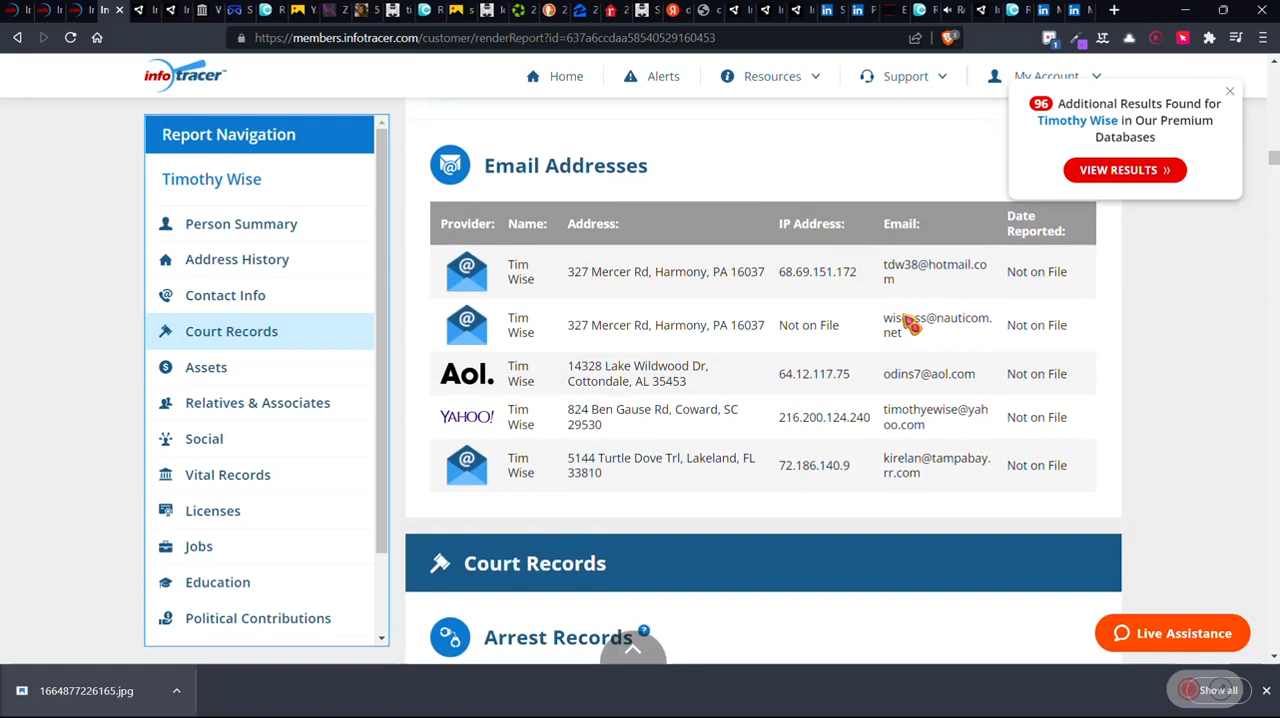 https://members.infotracer.com/customer/renderReport?id=637a6ccdaa58540529160453
infotracer
Home
Alerts
Resources
Support
My Account
96 Additional Results Found for
Timothy Wise in Our Premium
Databases
VIEW RESULTS »
Report Navigation
Timothy Wise
Person Summary
Address History
Contact Info
Court Records
Assets
Relatives & Associates
Social
Vital Records
Licenses
Jobs
Education
Political Contributions
Email Addresses
Provider: Name: Address: IP Address: Email: Date
Reported:
Tim
Wise
327 Mercer Rd, Harmony, PA 16037
68.69.151.172
tdw38@hotmail.co
m
Not on File
Tim
Wise
327 Mercer Rd, Harmony, PA 16037
Not on File
net
Not on File
Aol.
Tim
Wise
14328 Lake Wildwood Dr,
Cottondale, AL 35453
64.12.117.75
odins7@aol.com
Not on File
YAHOO!
Tim
Wise
824 Ben Gause Rd, Coward, SC
29530
216.200.124.240
timothyewise@yah
oo.com
Not on File
Tim
Wise
5144 Turtle Dove Trl, Lakeland, FL
33810
72.186.140.9
kirelan@tampabay.
rr.com
Not on File
Court Records
Arrest Records
?
Live Assistance
1664877226165.jpg
Show all